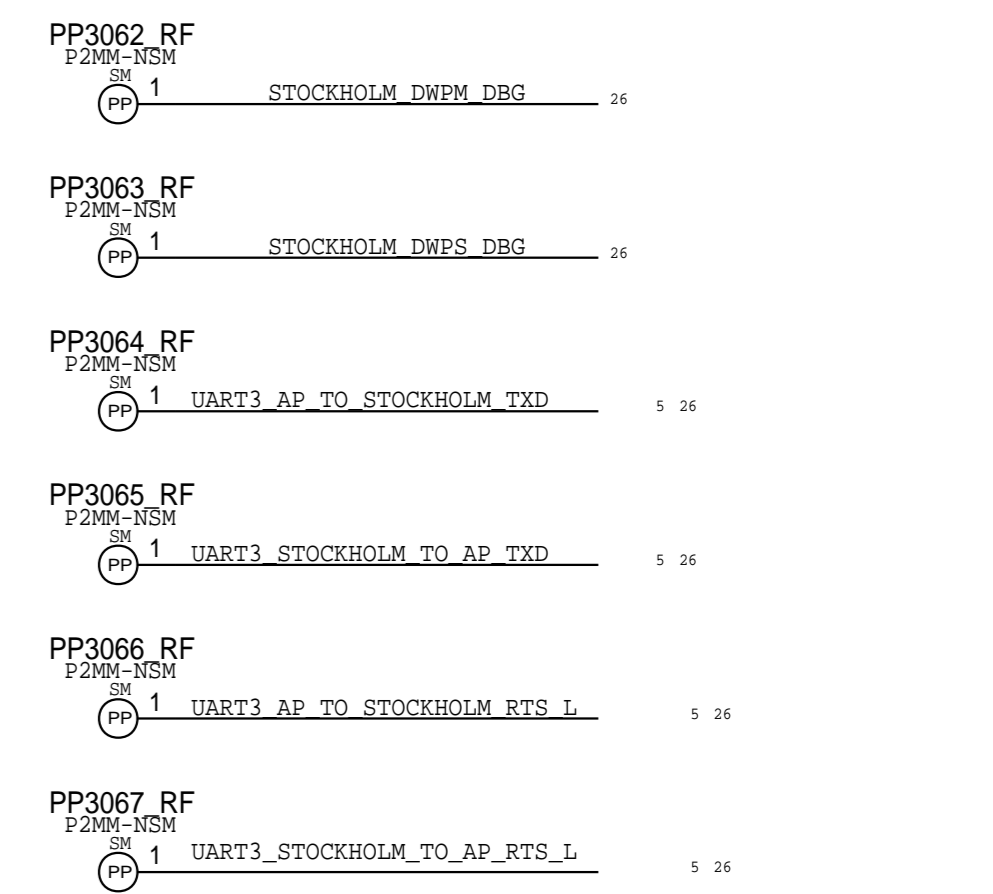 PP3062_RF
P2MM-NSM
SM
PP 1 STOCKHOLM_DWPM_DBG 26
PP3063_RF
P2MM-NSM
SM
PP 1 STOCKHOLM_DWPS_DBG 26
PP3064_RF
P2MM-NSM
SM
PP 1 UART3_AP_TO_STOCKHOLM_TXD 5 26
PP3065_RF
P2MM-NSM
SM
PP 1 UART3_STOCKHOLM_TO_AP_TXD 5 26
PP3066_RF
P2MM-NSM
SM
PP 1 UART3_AP_TO_STOCKHOLM_RTS_L 5 26
PP3067_RF
P2MM-NSM
SM
PP 1 UART3_STOCKHOLM_TO_AP_RTS_L 5 26